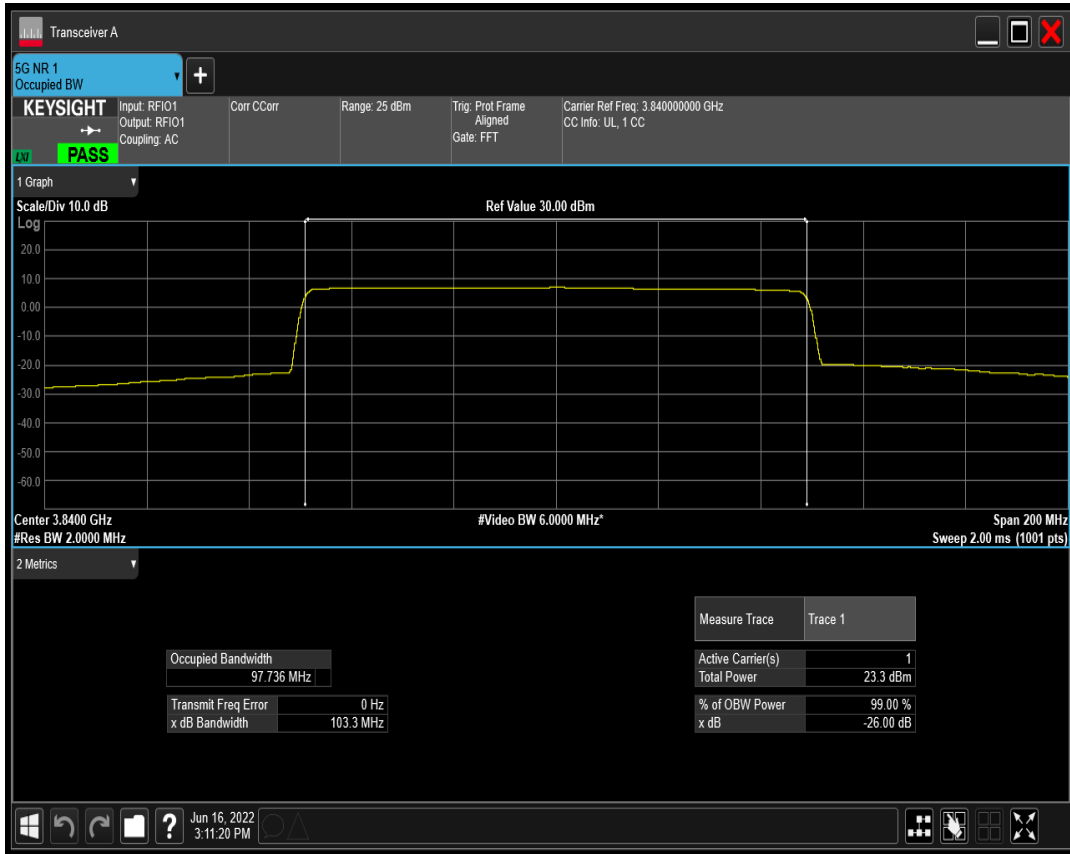 Transceiver A
5G NR 1
Occupied BW
+
KEYSIGHT
LXI
PASS
Input: RFIO1
Output: RFIO1
Coupling: AC
Corr CCorr
Range: 25 dBm
Trig: Prot Frame
Aligned
Gate: FFT
Carrier Ref Freq: 3.840000000 GHz
CC Info: UL, 1 CC
1 Graph
Scale/Div 10.0 dB
Ref Value 30.00 dBm
Log
20.0
10.0
0.00
-10.0
-20.0
-30.0
-40.0
-50.0
-60.0
Center 3.8400 GHz
#Video BW 6.0000 MHz*
Span 200 MHz
#Res BW 2.0000 MHz
Sweep 2.00 ms (1001 pts)
2 Metrics
Measure Trace Trace 1
Occupied Bandwidth
97.736 MHz
Transmit Freq Error 0 Hz
x dB Bandwidth 103.3 MHz
Active Carrier(s) 1
Total Power 23.3 dBm
% of OBW Power 99.00 %
x dB -26.00 dB
?
Jun 16, 2022
3:11:20 PM